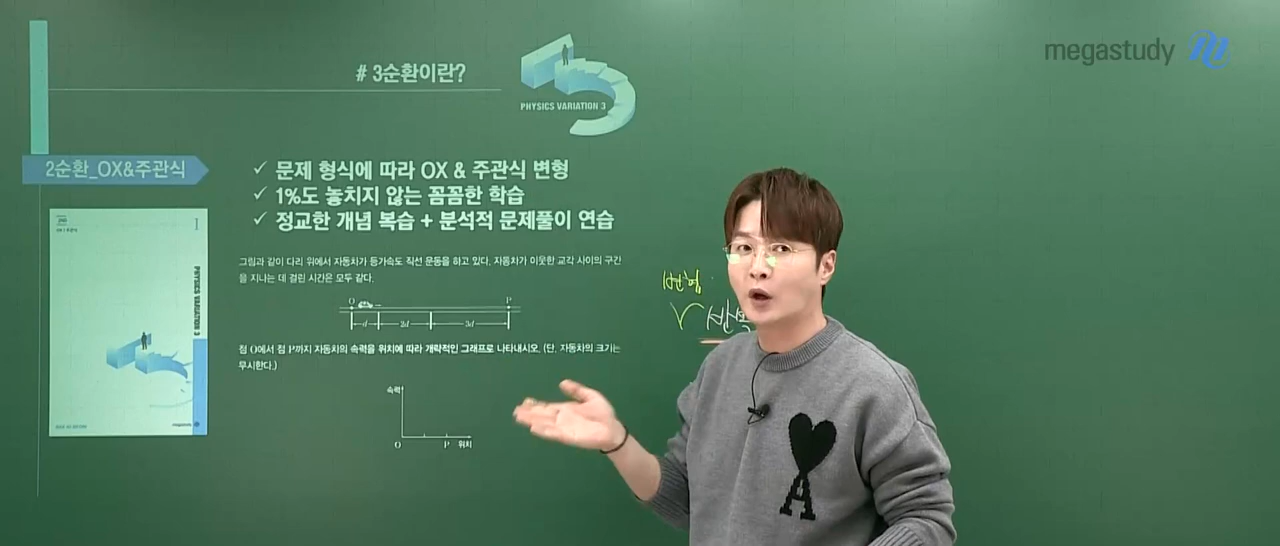 megastudy
# 3순환이란?
PHYSICS VARIATION 3
2순환_OX&주관식
✓ 문제 형식에 따라 OX & 주관식 변형
✓ 1%도 놓치지 않는 꼼꼼한 학습
✓ 정교한 개념 복습 + 분석적 문제풀이 연습
1
PHYSICS VARIATION 3
megastudy
그림과 같이 다리 위에서 자동차가 등가속도 직선 운동을 하고 있다. 자동차가 이웃한 교각 사이의 구간
을 지나는 데 걸린 시간은 모두 같다.
O P
d 2d 3d
점 O에서 점 P까지 자동차의 속력을 위치에 따라 개략적인 그래프로 나타내시오. (단, 자동차의 크기는
무시한다.)
속력
O P 위치
변형
반복
A